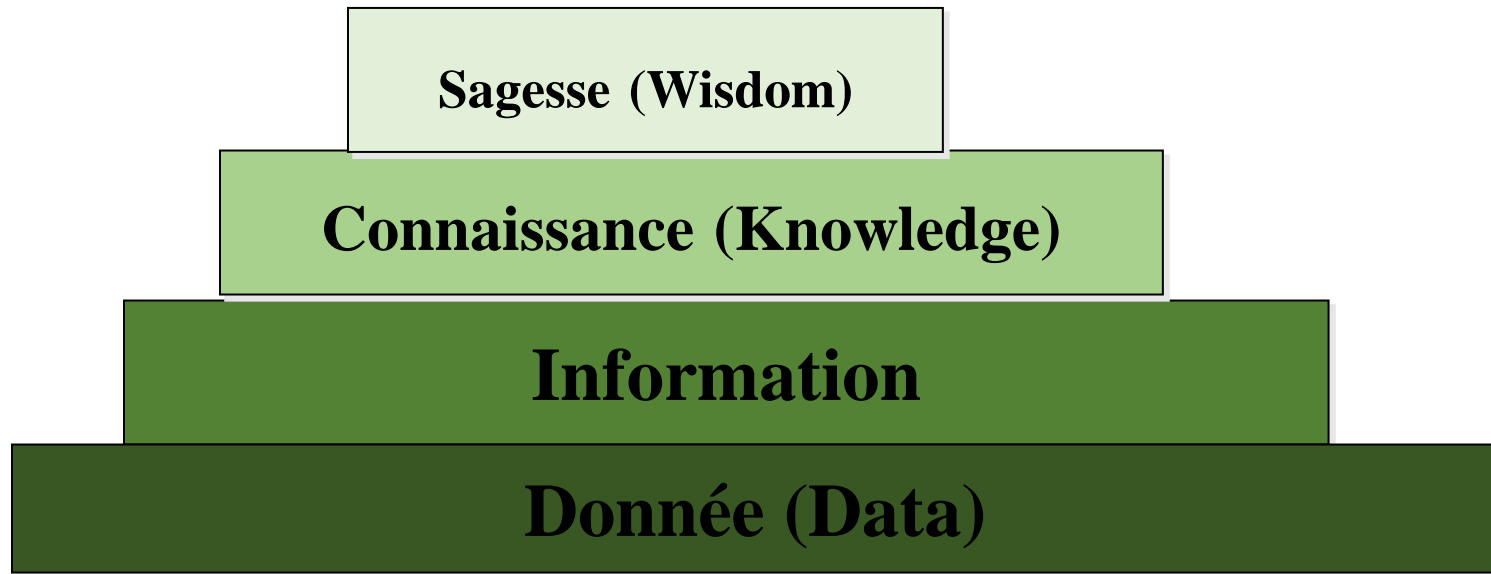 Sagesse (Wisdom)
Connaissance (Knowledge)
Information
Donnée (Data)